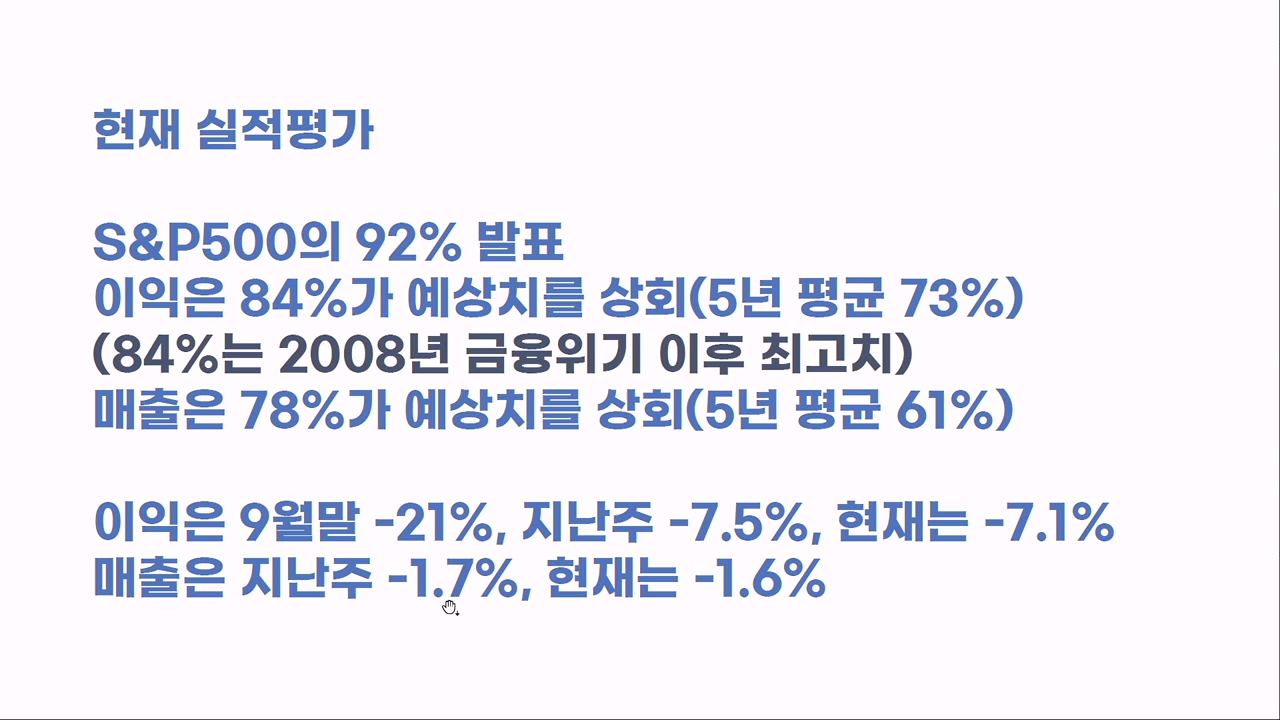 현재 실적평가
S&P500의 92% 발표
이익은 84%가 예상치를 상회(5년 평균 73%)
(84%는 2008년 금융위기 이후 최고치)
매출은 78%가 예상치를 상회(5년 평균 61%)
이익은 9월말 -21%, 지난주 -7.5%, 현재는 -7.1%
매출은 지난주 -1.7%, 현재는 -1.6%